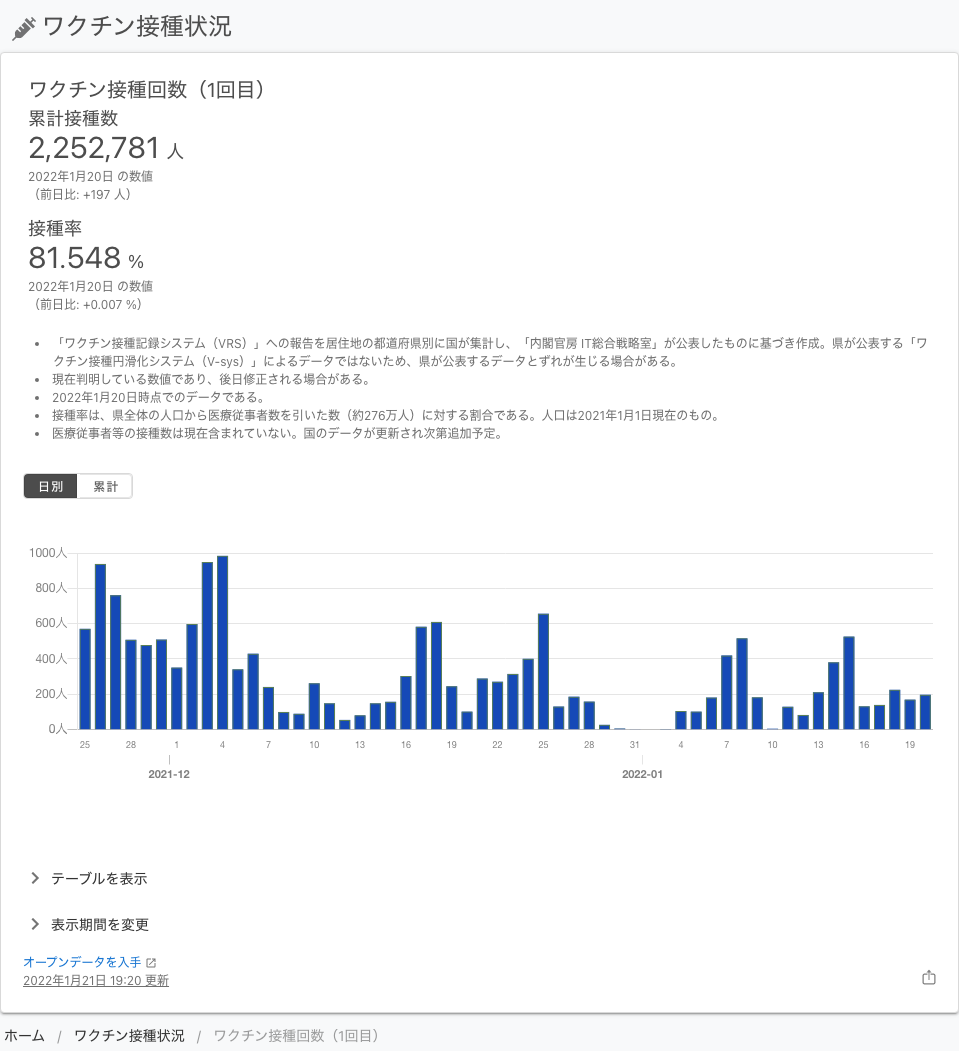 ワクチン接種状況
ワクチン接種回数（1回目）
累計接種数
2,252,781 人
2022年1月20日 の数値
（前日比: +197 人）
接種率
81.548 %
2022年1月20日 の数値
（前日比: +0.007 %）
「ワクチン接種記録システム（VRS）」への報告を居住地の都道府県別に国が集計し、「内閣官房 IT総合戦略室」が公表したものに基づき作成。県が公表する「ワ
クチン接種円滑化システム（V-sys）」によるデータではないため、県が公表するデータとずれが生じる場合がある。
現在判明している数値であり、後日修正される場合がある。
2022年1月20日時点でのデータである。
接種率は、県全体の人口から医療従事者数を引いた数（約276万人）に対する割合である。人口は2021年1月1日現在のもの。
医療従事者等の接種数は現在含まれていない。国のデータが更新され次第追加予定。
日別 累計
1000人
800人
600人
400人
200人
0人
25 28 1 4 7 10 13 16 19 22 25 28 31 4 7 10 13 16 19
2021-12 2022-01
テーブルを表示
表示期間を変更
オープンデータを入手
2022年1月21日 19:20 更新
ホーム / ワクチン接種状況 / ワクチン接種回数（1回目）